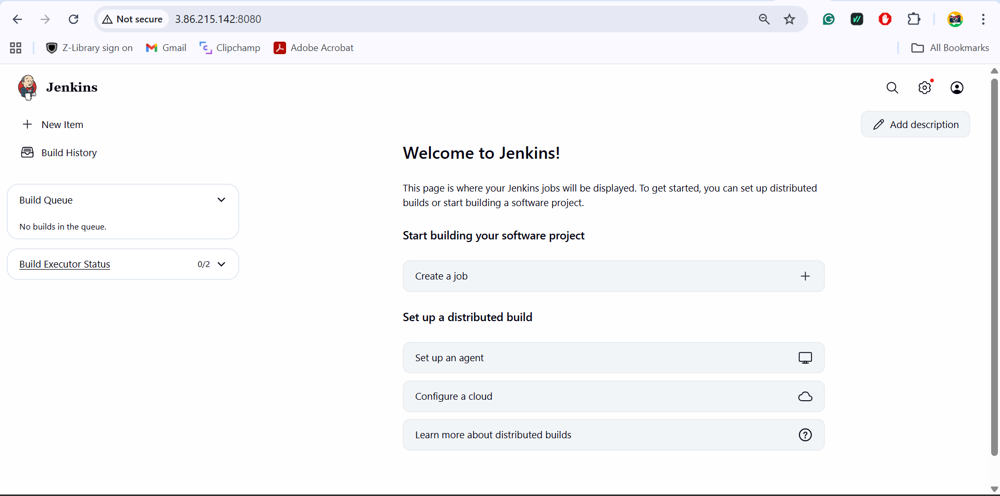 Not secure
3.86.215.142:8080
Z-Library sign on
Gmail
Clipchamp
Adobe Acrobat
All Bookmarks
Jenkins
New Item
Add description
Build History
Welcome to Jenkins!
This page is where your Jenkins jobs will be displayed. To get started, you can set up distributed
builds or start building a software project.
Build Queue
No builds in the queue.
Start building your software project
Build Executor Status
0/2
Create a job
Set up a distributed build
Set up an agent
Configure a cloud
Learn more about distributed builds